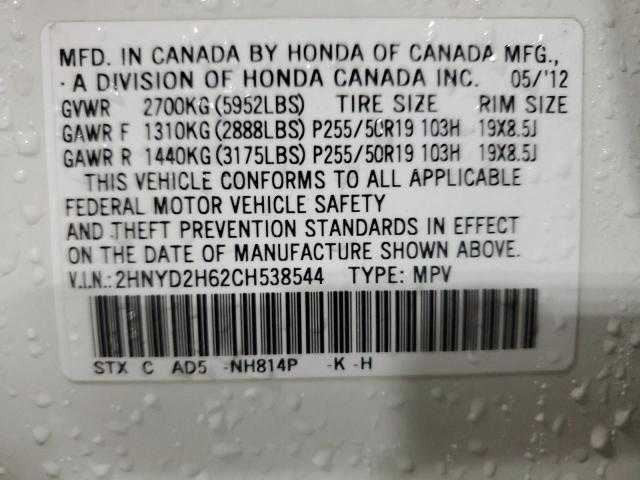 MFD. IN CANADA BY HONDA OF CANADA MFG.,
· A DIVISION OF HONDA CANADA INC. 05/'12
GVWR 2700KG (5952LBS) TIRE SIZE RIM SIZE
GAWR F 1310KG (2888LBS) P255/50R19 103H 19X8.5J
GAWR R 1440KG (3175LBS) P255/50R19 103H 19X8.5J
THIS VEHICLE CONFORMS TO ALL APPLICABLE
FEDERAL MOTOR VEHICLE SAFETY
AND THEFT PREVENTION STANDARDS IN EFFECT
ON THE DATE OF MANUFACTURE SHOWN ABOVE.
V.I.N.:2HNYD2H62CH538544 TYPE: MPV
STX C AD5 -NH814P -K -H